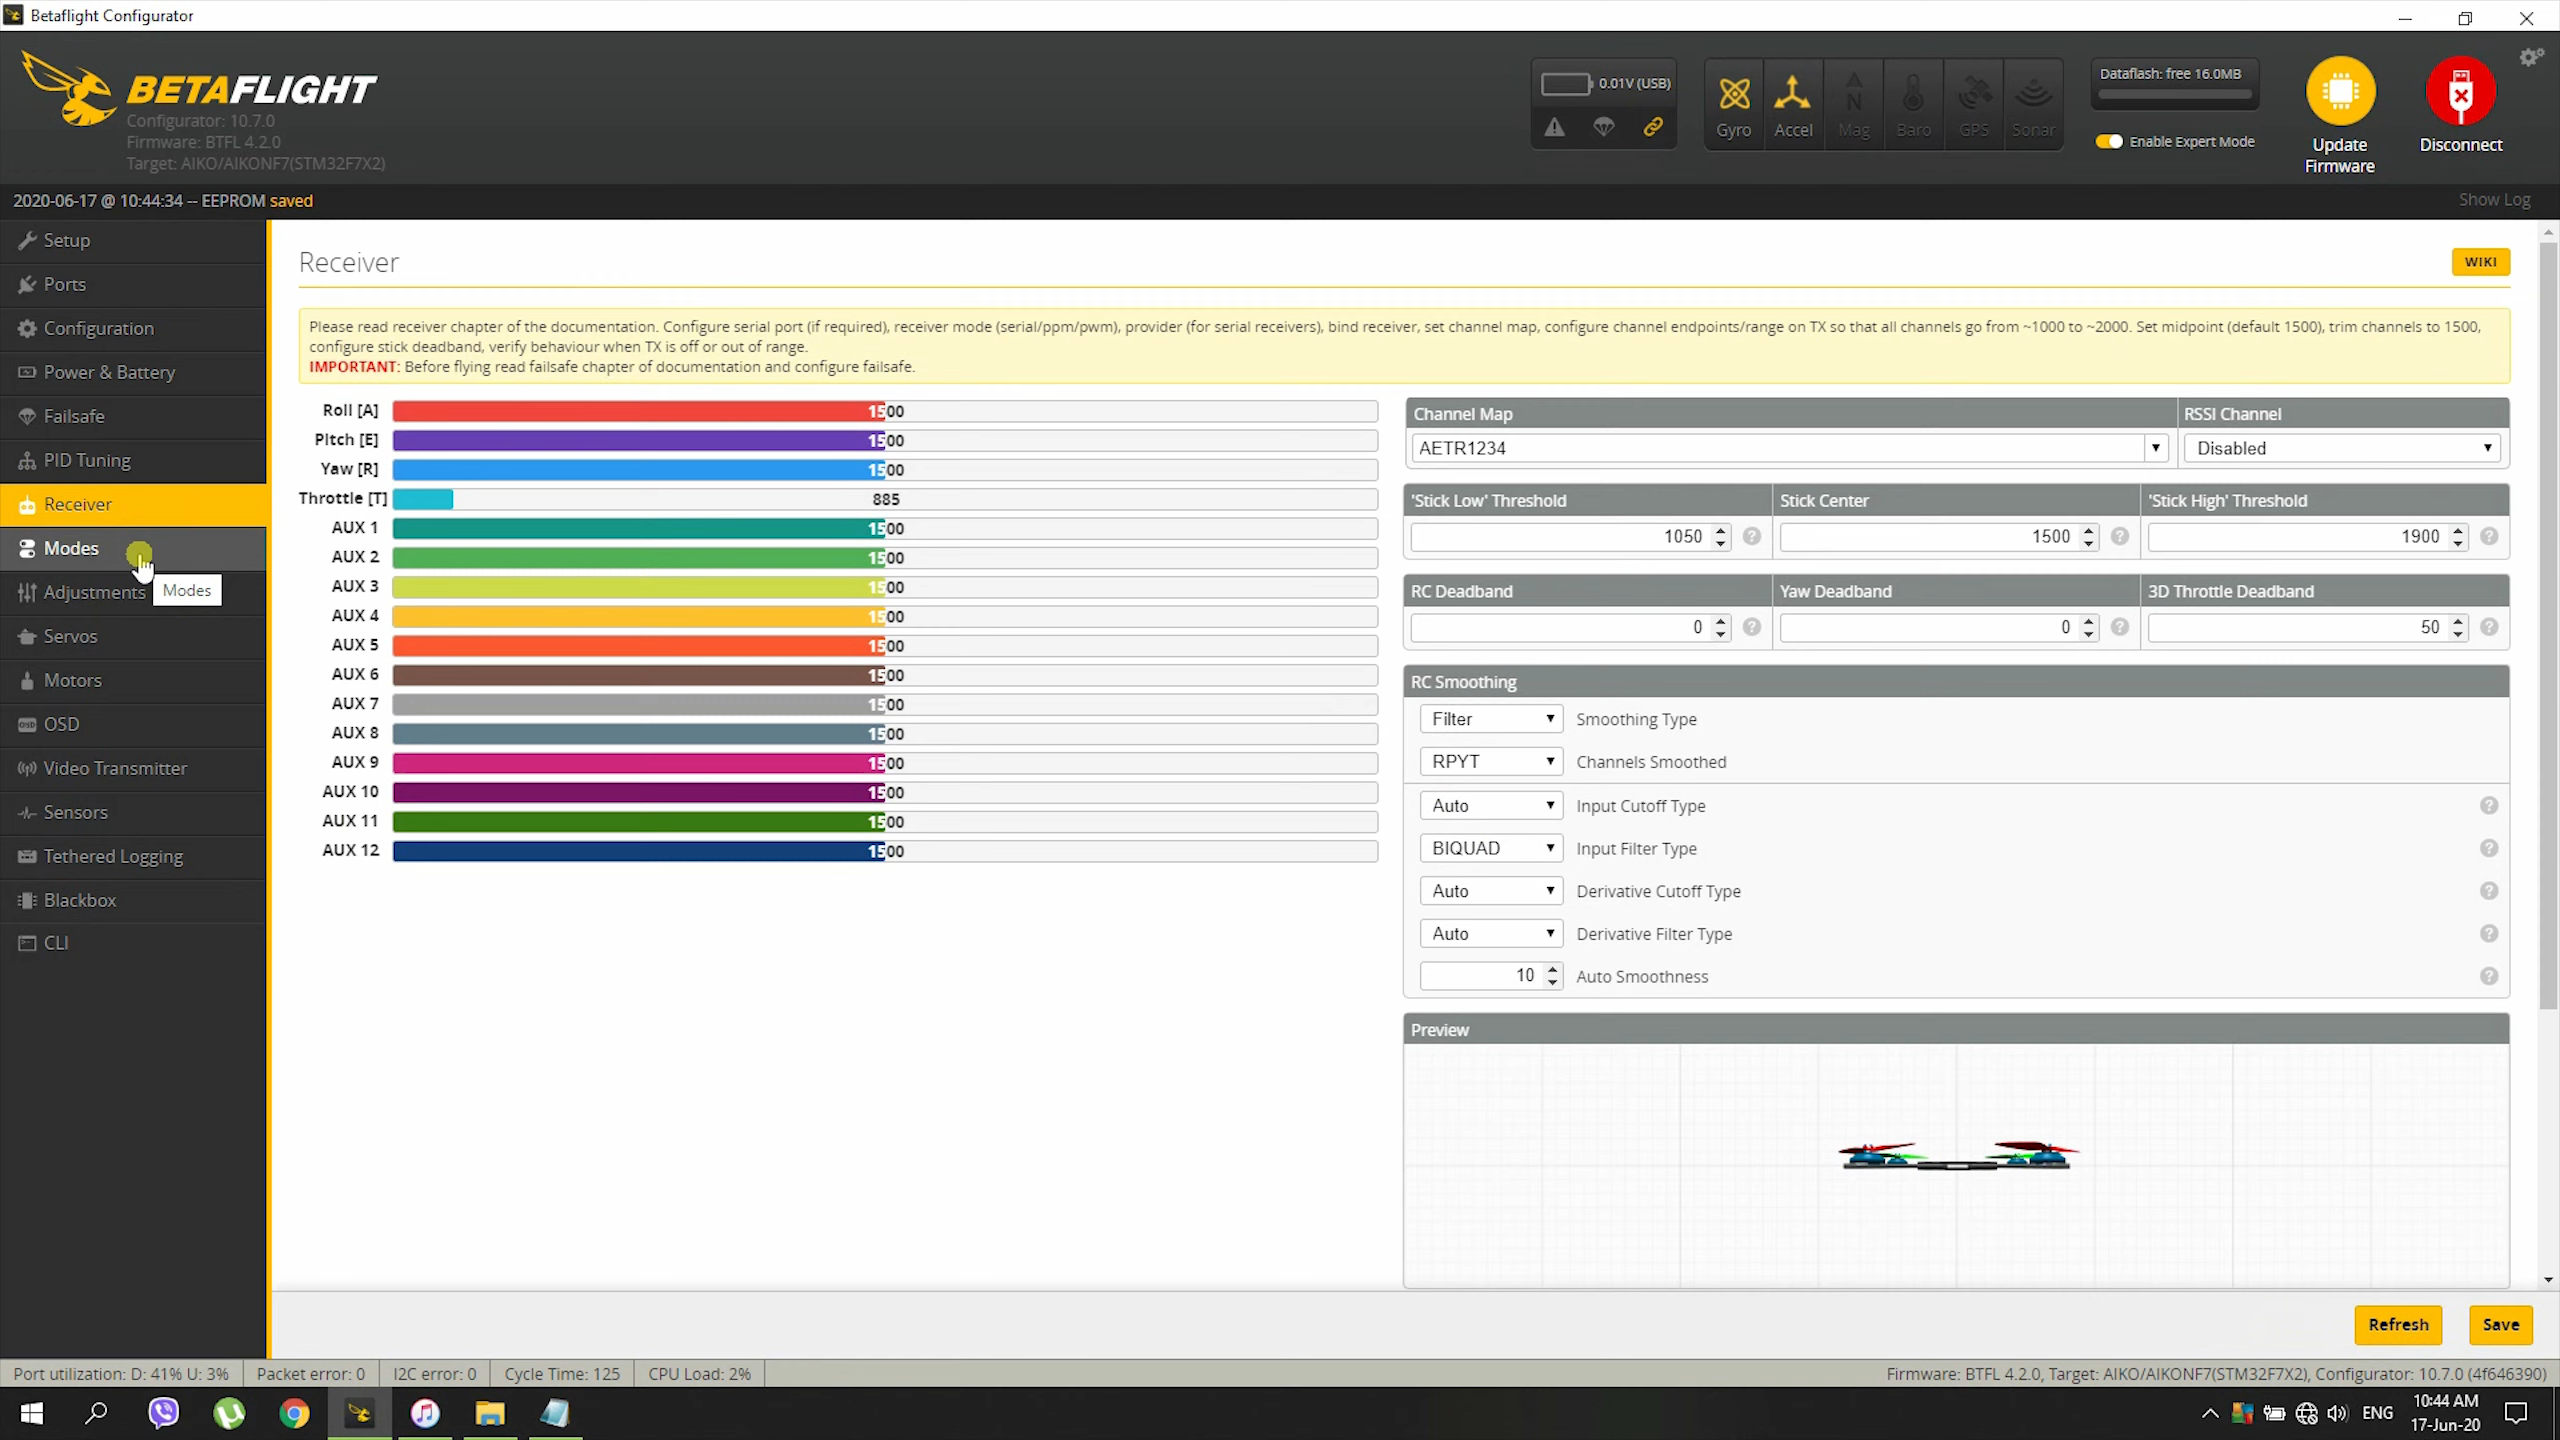 Betaflight Configurator
BETAFLIGHT
Configurator: 10.7.0
Firmware: BTFL 4.2.0
Target: AIKO/AIKONF7(STM32F7X2)
0.01V (USB)
Gyro
Accel
Mag
Baro
GPS
Sonar
Dataflash: free 16.0MB
Enable Expert Mode
Update
Firmware
Disconnect
2020-06-17 @ 10:44:34 -- EEPROM saved
Show Log
Setup
Ports
Configuration
Power & Battery
Failsafe
PID Tuning
Receiver
Modes
Adjustments
Modes
Servos
Motors
OSD
Video Transmitter
Sensors
Tethered Logging
Blackbox
CLI
Receiver
WIKI
Please read receiver chapter of the documentation. Configure serial port (if required), receiver mode (serial/ppm/pwm), provider (for serial receivers), bind receiver, set channel map, configure channel endpoints/range on TX so that all channels go from ~1000 to ~2000. Set midpoint (default 1500), trim channels to 1500,
configure stick deadband, verify behaviour when TX is off or out of range.
IMPORTANT: Before flying read failsafe chapter of documentation and configure failsafe.
Roll [A] 1500
Pitch [E] 1500
Yaw [R] 1500
Throttle [T] 885
AUX 1 1500
AUX 2 1500
AUX 3 1500
AUX 4 1500
AUX 5 1500
AUX 6 1500
AUX 7 1500
AUX 8 1500
AUX 9 1500
AUX 10 1500
AUX 11 1500
AUX 12 1500
Channel Map RSSI Channel
AETR1234 Disabled
'Stick Low' Threshold Stick Center 'Stick High' Threshold
1050 1500 1900
RC Deadband Yaw Deadband 3D Throttle Deadband
0 0 50
RC Smoothing
Filter Smoothing Type
RPYT Channels Smoothed
Auto Input Cutoff Type
BIQUAD Input Filter Type
Auto Derivative Cutoff Type
Auto Derivative Filter Type
10 Auto Smoothness
Preview
Refresh
Save
Port utilization: D: 41% U: 3% Packet error: 0 I2C error: 0 Cycle Time: 125 CPU Load: 2% Firmware: BTFL 4.2.0, Target: AIKO/AIKONF7(STM32F7X2), Configurator: 10.7.0 (4f646390)
ENG
10:44 AM
17-Jun-20